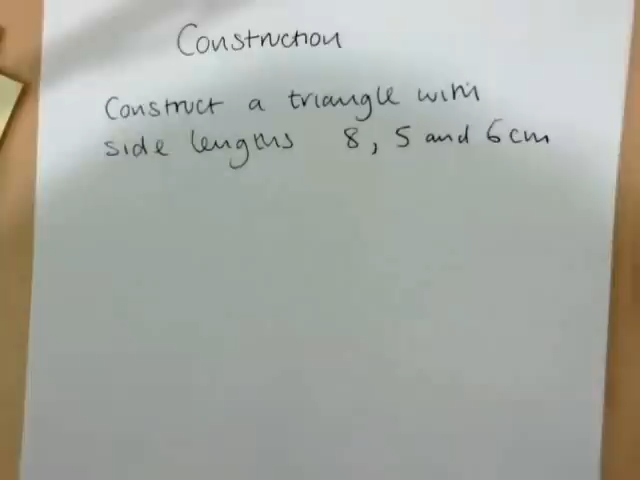 Construction
Construct a triangle with
side lengths 8, 5 and 6cm